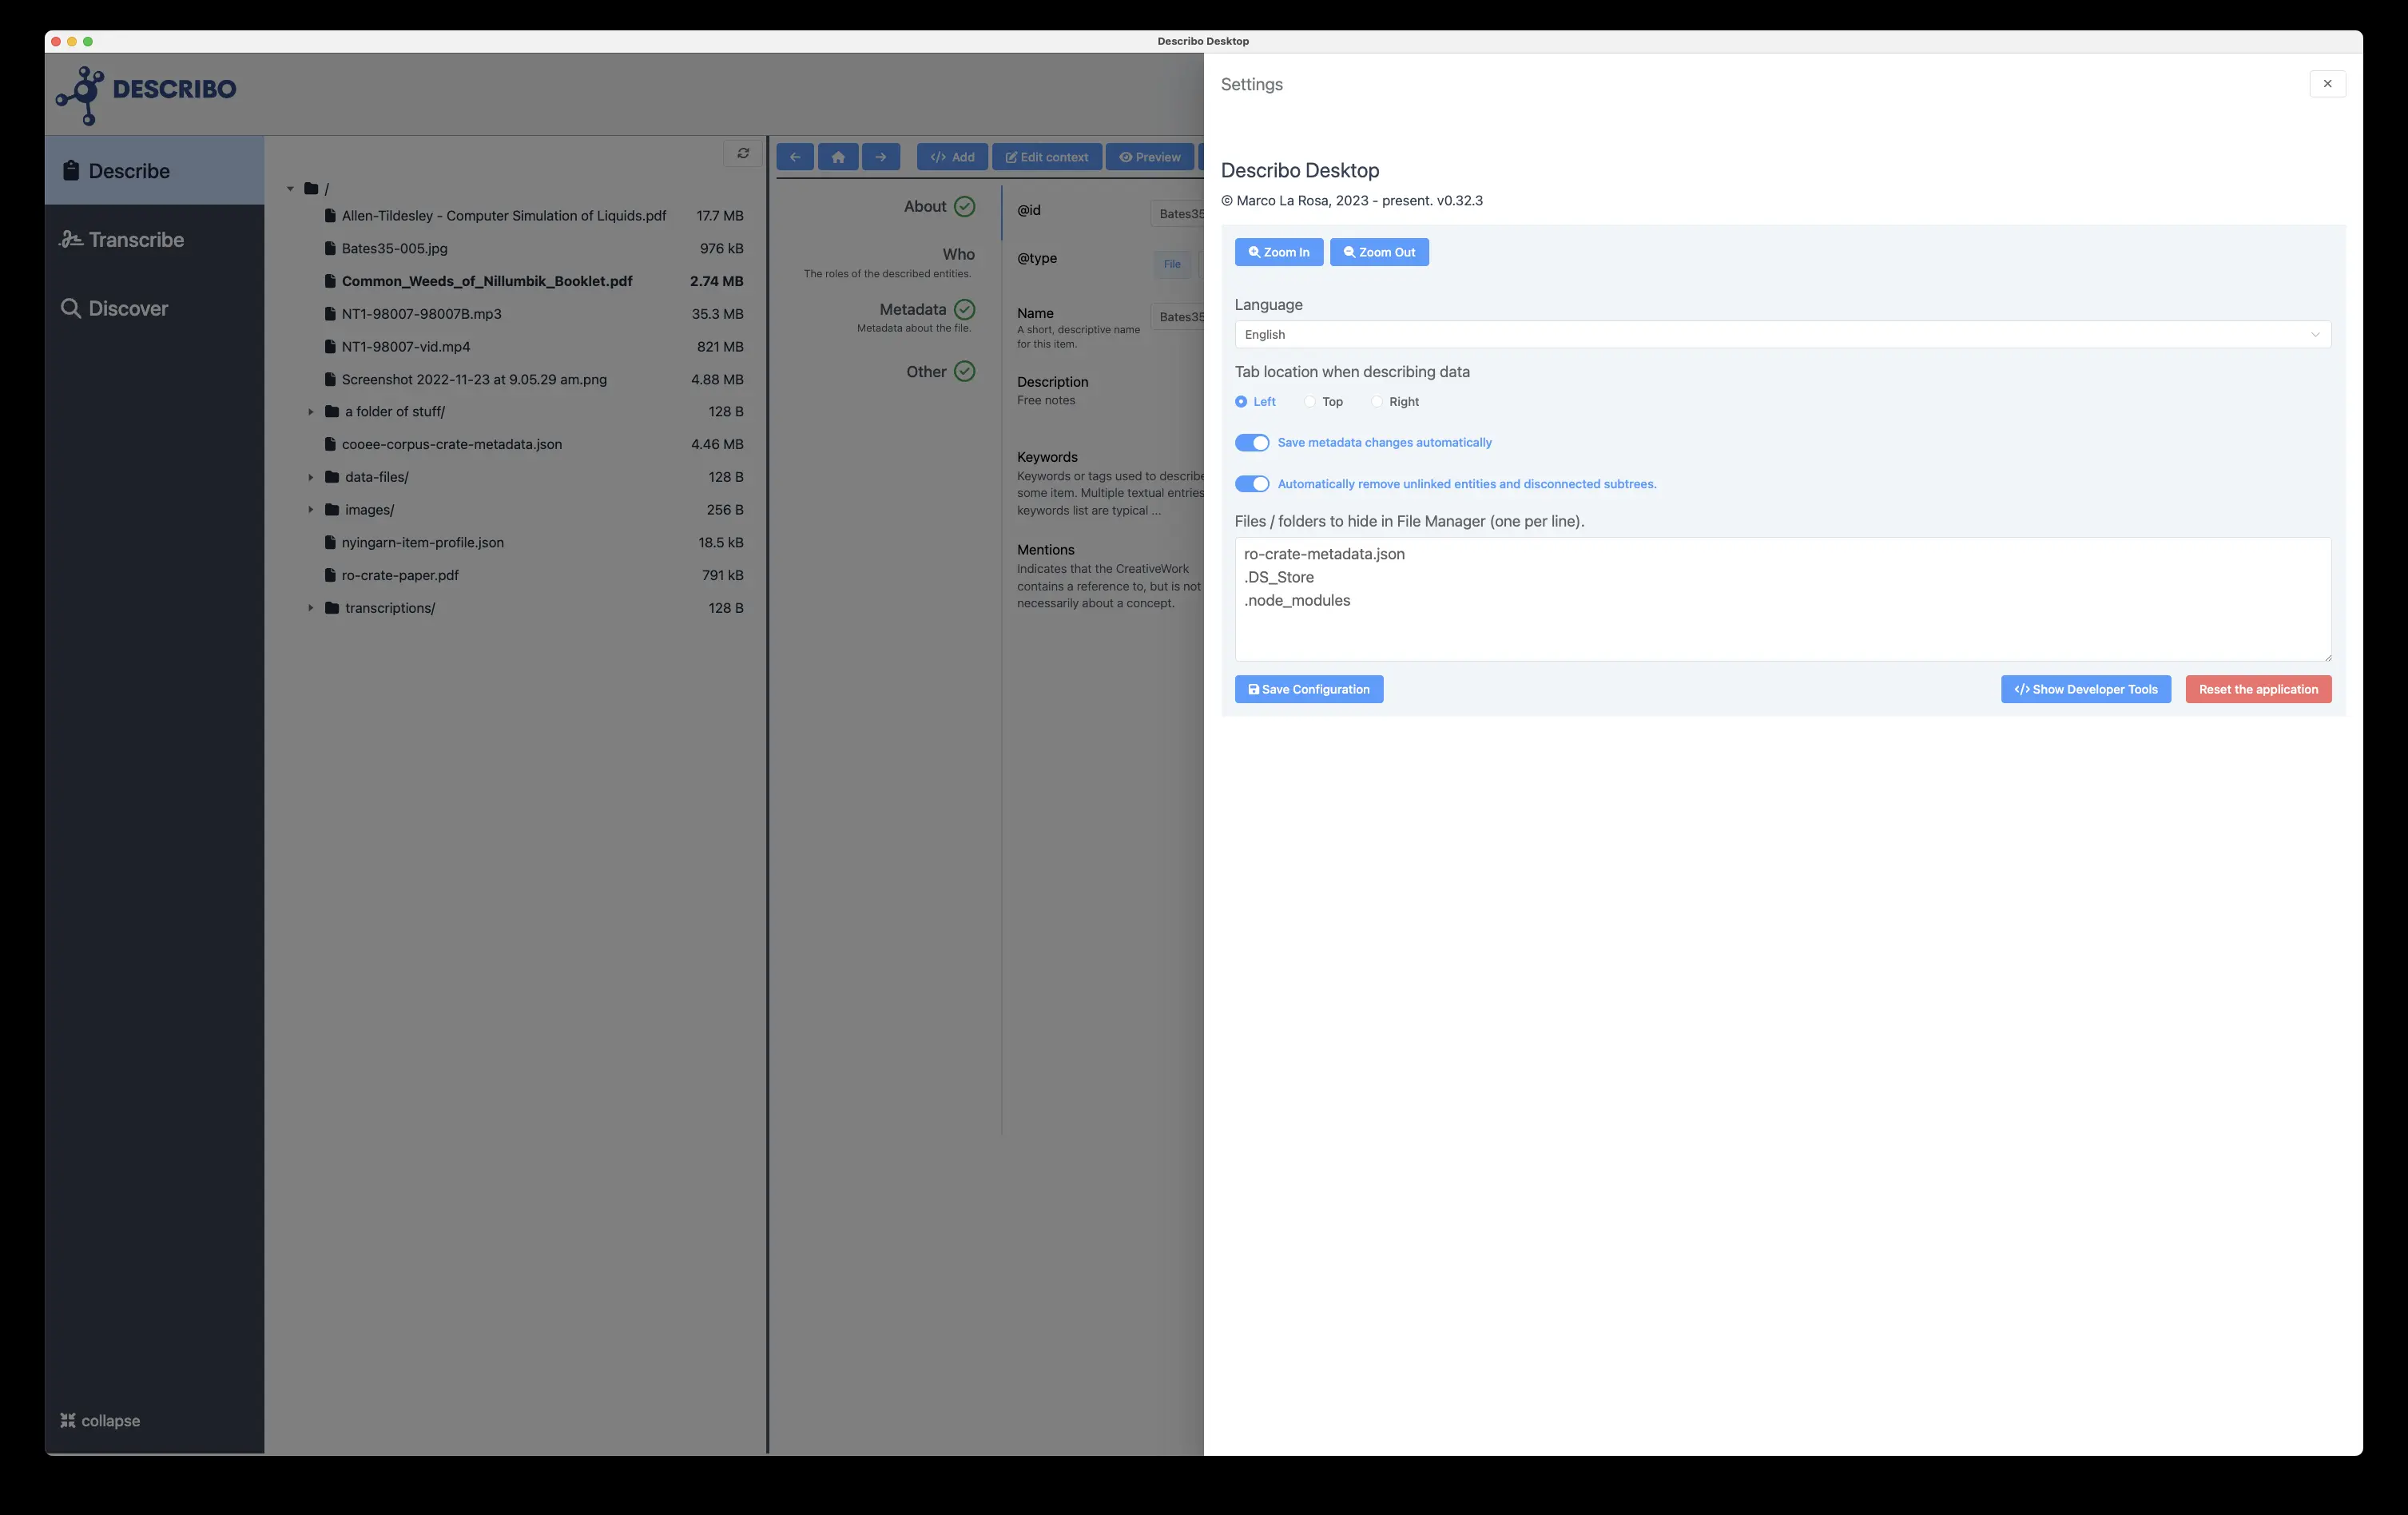 Describo Desktop
DESCRIBO
Describe
Transcribe
Discover
collapse
/
Allen-Tildesley - Computer Simulation of Liquids.pdf 17.7 MB
Bates35-005.jpg 976 kB
Common_Weeds_of_Nillumbik_Booklet.pdf 2.74 MB
NT1-98007-98007B.mp3 35.3 MB
NT1-98007-vid.mp4 821 MB
Screenshot 2022-11-23 at 9.05.29 am.png 4.88 MB
a folder of stuff/ 128 B
cooee-corpus-crate-metadata.json 4.46 MB
data-files/ 128 B
images/ 256 B
nyingarn-item-profile.json 18.5 kB
ro-crate-paper.pdf 791 kB
transcriptions/ 128 B
</> Add Edit context Preview
About
Who
The roles of the described entities.
Metadata
Metadata about the file.
Other
@id Bates35
@type File
Name Bates35
A short, descriptive name
for this item.
Description
Free notes
Keywords
Keywords or tags used to describe
some item. Multiple textual entries
keywords list are typical ...
Mentions
Indicates that the CreativeWork
contains a reference to, but is not
necessarily about a concept.
Settings
Describo Desktop
© Marco La Rosa, 2023 - present. v0.32.3
Zoom In Zoom Out
Language
English
Tab location when describing data
Left Top Right
Save metadata changes automatically
Automatically remove unlinked entities and disconnected subtrees.
Files / folders to hide in File Manager (one per line).
ro-crate-metadata.json
.DS_Store
.node_modules
Save Configuration </> Show Developer Tools Reset the application